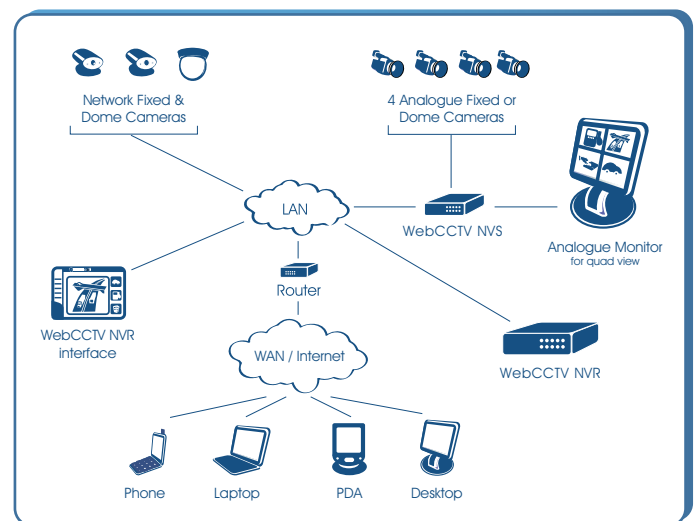 Network Fixed &
Dome Cameras
4 Analogue Fixed or
Dome Cameras
LAN
WebCCTV NVS
Analogue Monitor
for quad view
Router
WebCCTV NVR
interface
WAN / Internet
WebCCTV NVR
Phone
Laptop
PDA
Desktop